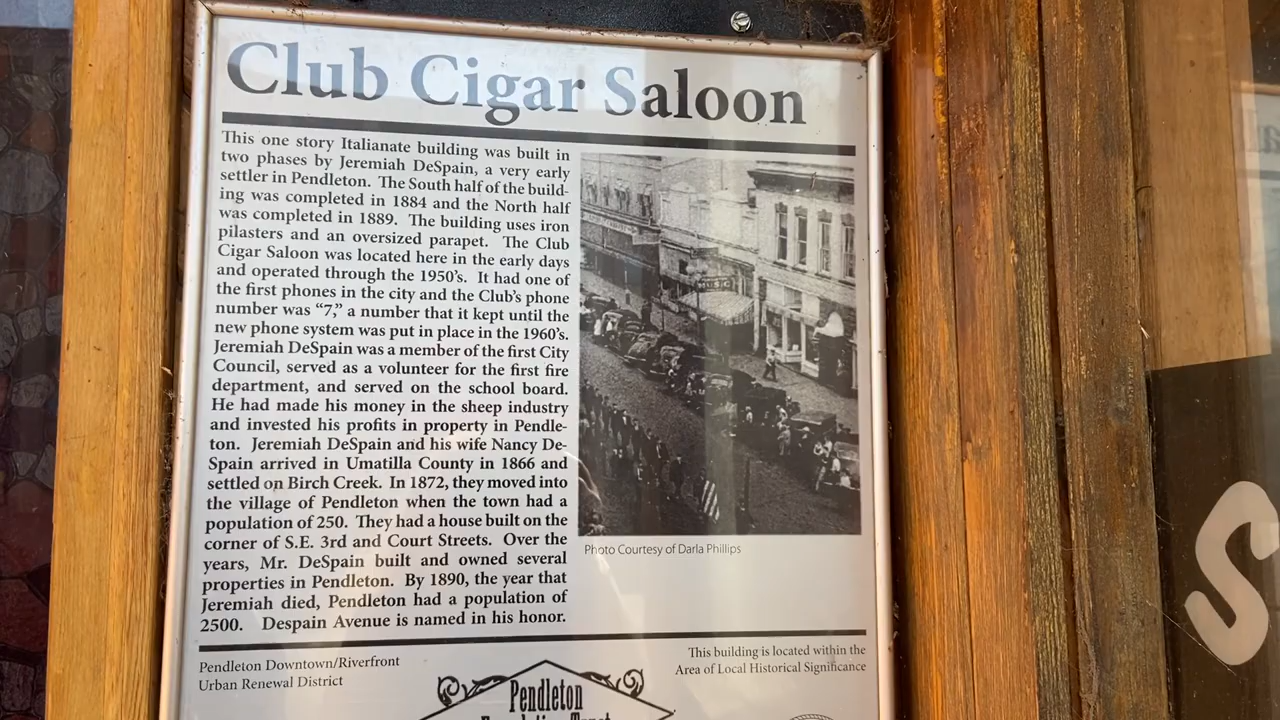 Club Cigar Saloon
This one story Italianate building was built in
two phases by Jeremiah DeSpain, a very early
settler in Pendleton. The South half of the build-
ing was completed in 1884 and the North half
was completed in 1889. The building uses iron
pilasters and an oversized parapet. The Club
Cigar Saloon was located here in the early days
and operated through the 1950's. It had one of
the first phones in the city and the Club's phone
number was “7,” a number that it kept until the
new phone system was put in place in the 1960's.
Jeremiah DeSpain was a member of the first City
Council, served as a volunteer for the first fire
department, and served on the school board.
He had made his money in the sheep industry
and invested his profits in property in Pendle-
ton. Jeremiah DeSpain and his wife Nancy De-
Spain arrived in Umatilla County in 1866 and
settled on Birch Creek. In 1872, they moved into
the village of Pendleton when the town had a
population of 250. They had a house built on the
corner of S.E. 3rd and Court Streets. Over the
years, Mr. DeSpain built and owned several
properties in Pendleton. By 1890, the year that
Jeremiah died, Pendleton had a population of
2500. Despain Avenue is named in his honor.
MUSIC
Photo Courtesy of Darla Phillips
Pendleton Downtown/Riverfront
Urban Renewal District
This building is located within the
Area of Local Historical Significance
Pendleton
S